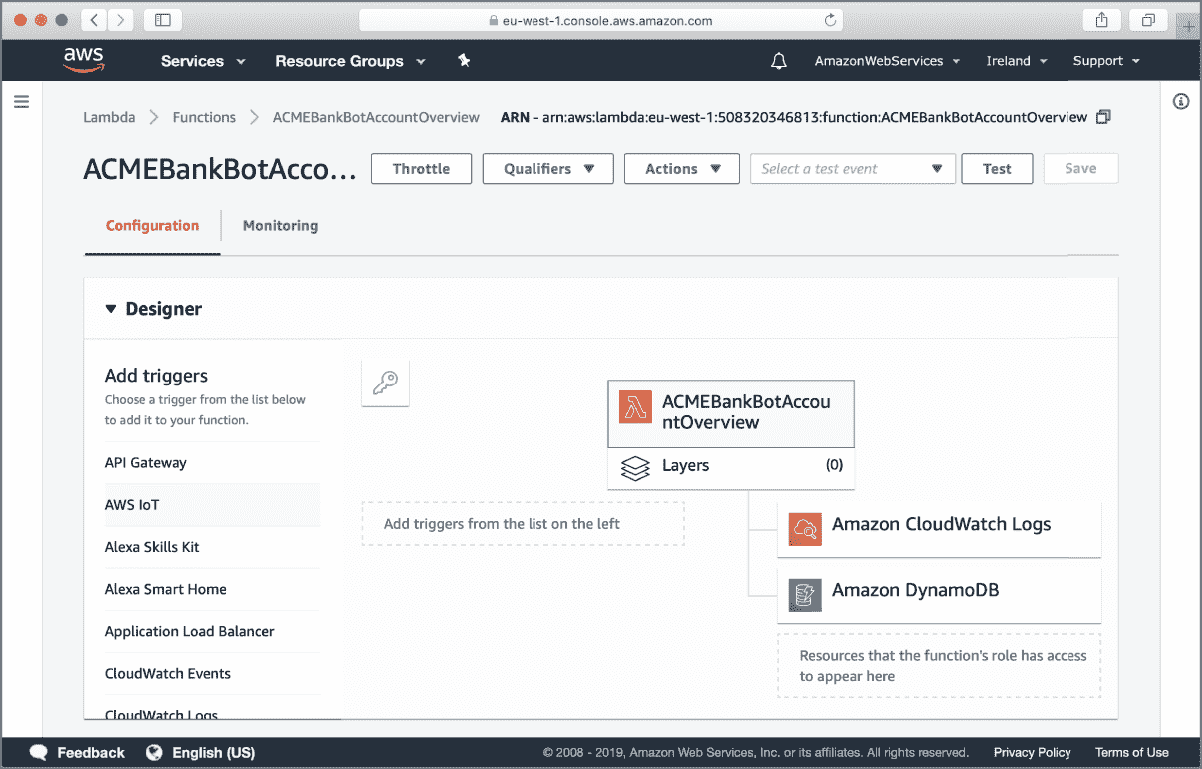 eu-west-1.console.aws.amazon.com
aws Services Resource Groups AmazonWebServices Ireland Support
Lambda Functions ACMEBankBotAccountOverview ARN - arn:aws:lambda:eu-west-1:508320346813:function:ACMEBankBotAccountOverview
ACMEBankBotAcco... Throttle Qualifiers Actions Select a test event Test Save
Configuration Monitoring
Designer
Add triggers
Choose a trigger from the list below
to add it to your function.
API Gateway
AWS IoT
Alexa Skills Kit
Alexa Smart Home
Application Load Balancer
CloudWatch Events
CloudWatch Logs
Add triggers from the list on the left
ACMEBankBotAccou
ntOverview
Layers (0)
Amazon CloudWatch Logs
Amazon DynamoDB
Resources that the function's role has access
to appear here
Feedback English (US) © 2008 - 2019, Amazon Web Services, Inc. or its affiliates. All rights reserved. Privacy Policy Terms of Use